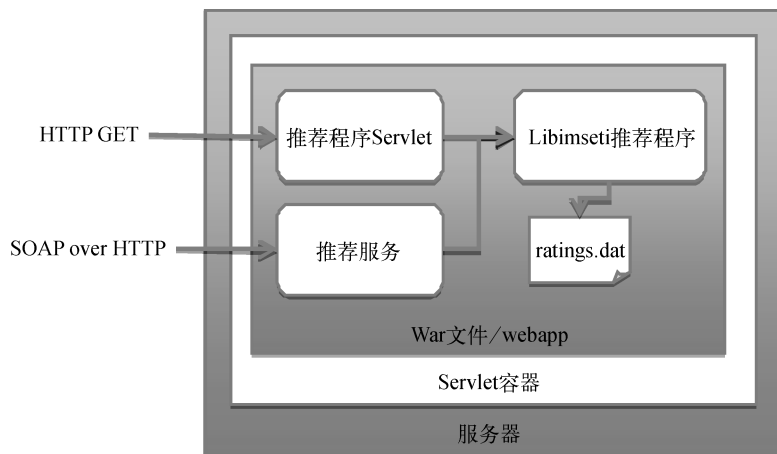 HTTP GET
推荐程序Servlet
Libimseti推荐程序
SOAP over HTTP
推荐服务
ratings.dat
War文件/webapp
Servlet容器
服务器